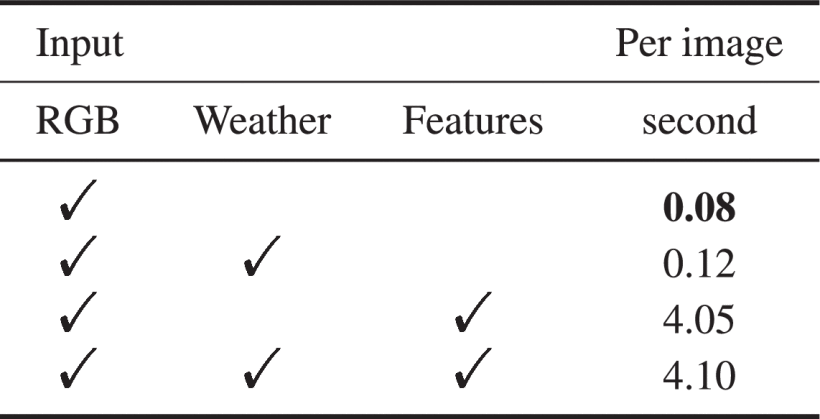 Input Per image
RGB Weather Features second
✓ 0.08
✓ ✓ 0.12
✓ ✓ 4.05
✓ ✓ ✓ 4.10